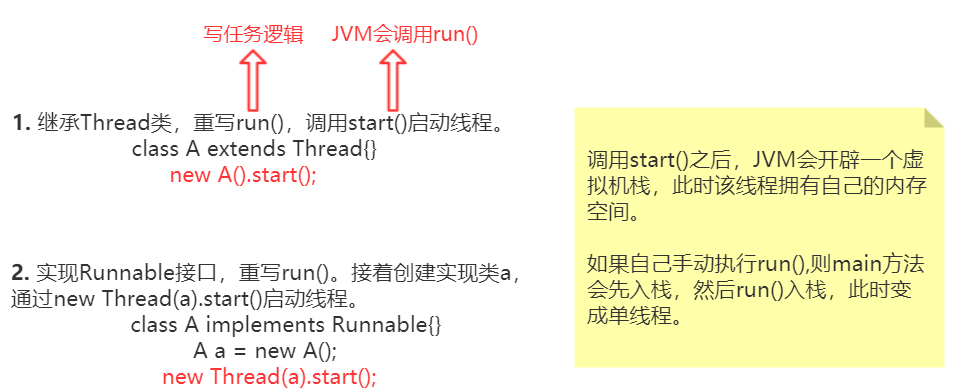 写任务逻辑 JVM会调用run()
1. 继承Thread类，重写run()，调用start()启动线程。
class A extends Thread{}
new A().start();
2. 实现Runnable接口，重写run()。接着创建实现类a，
通过new Thread(a).start()启动线程。
class A implements Runnable{}
A a = new A();
new Thread(a).start();
调用start()之后，JVM会开辟一个虚
拟机栈，此时该线程拥有自己的内存
空间。
如果自己手动执行run(),则main方法
会先入栈，然后run()入栈，此时变
成单线程。